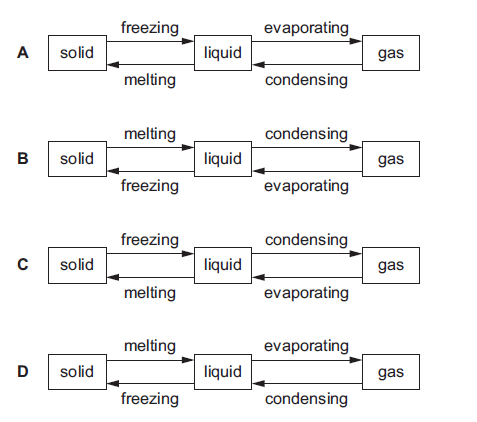 freezing evaporating
A solid liquid gas
melting condensing
melting condensing
B solid liquid gas
freezing evaporating
freezing condensing
C solid liquid gas
melting evaporating
melting evaporating
D solid liquid gas
freezing condensing